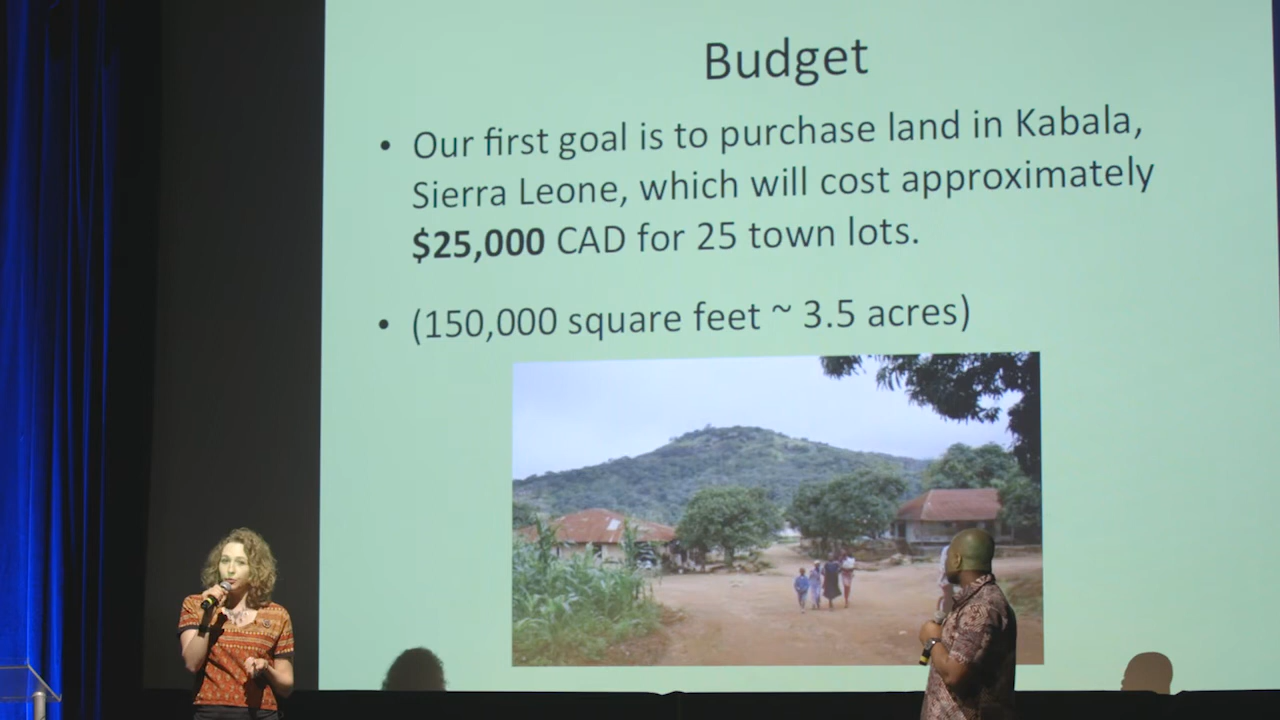 Budget
• Our first goal is to purchase land in Kabala,
Sierra Leone, which will cost approximately
$25,000 CAD for 25 town lots.
• (150,000 square feet ~ 3.5 acres)